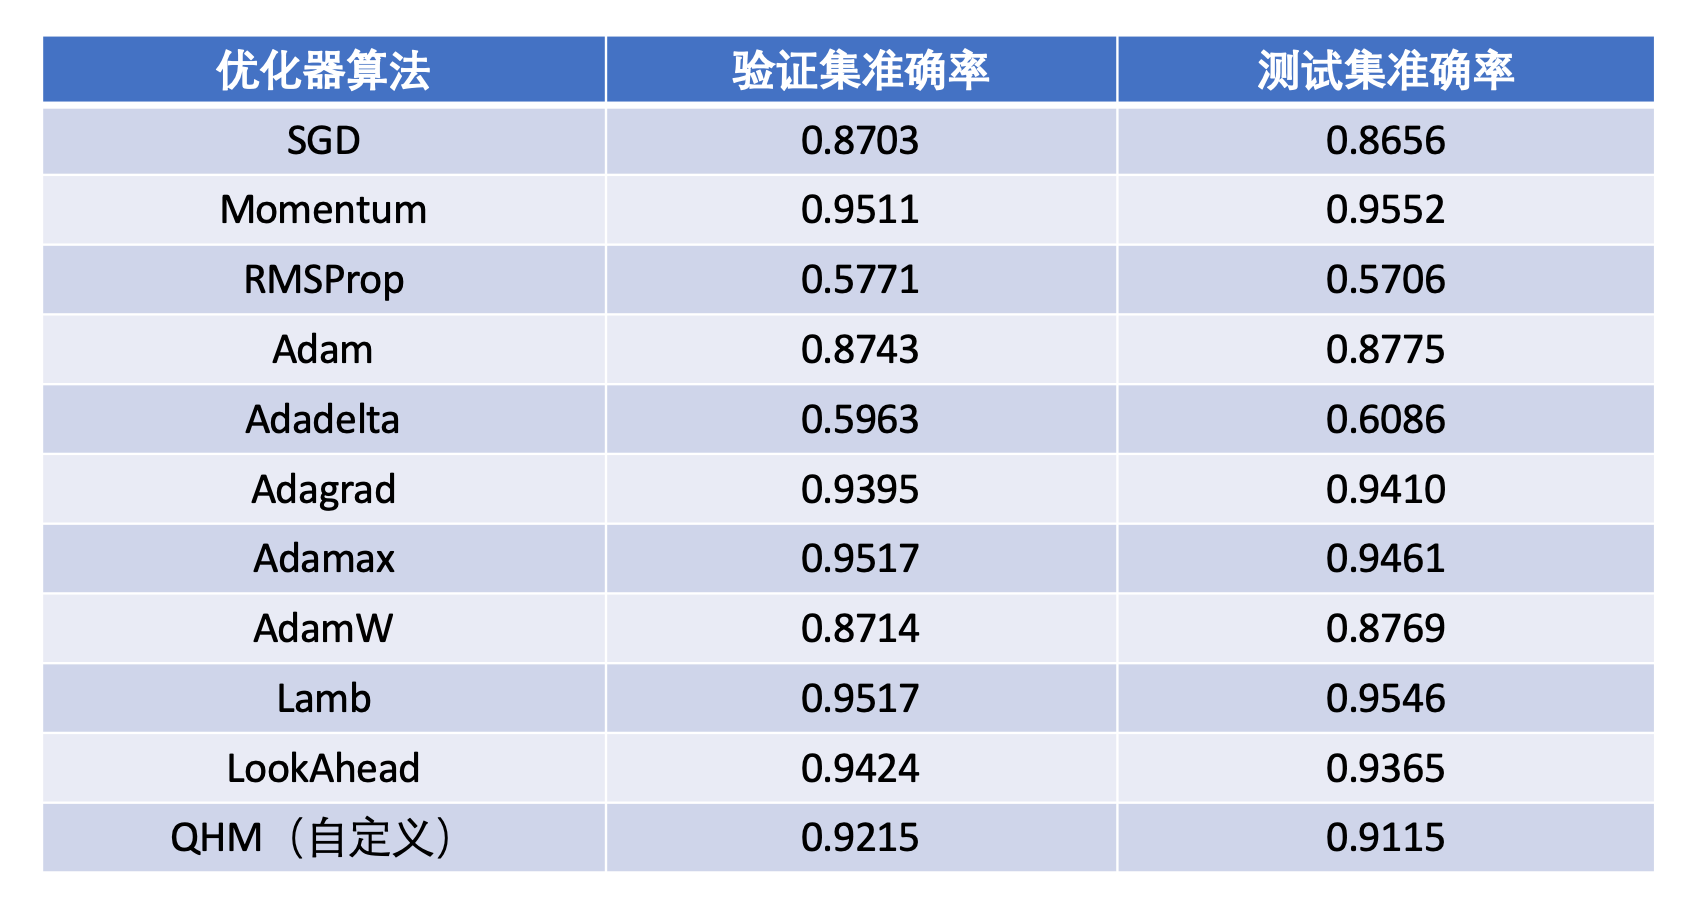 优化器算法 验证集准确率 测试集准确率
SGD 0.8703 0.8656
Momentum 0.9511 0.9552
RMSProp 0.5771 0.5706
Adam 0.8743 0.8775
Adadelta 0.5963 0.6086
Adagrad 0.9395 0.9410
Adamax 0.9517 0.9461
AdamW 0.8714 0.8769
Lamb 0.9517 0.9546
LookAhead 0.9424 0.9365
QHM（自定义） 0.9215 0.9115